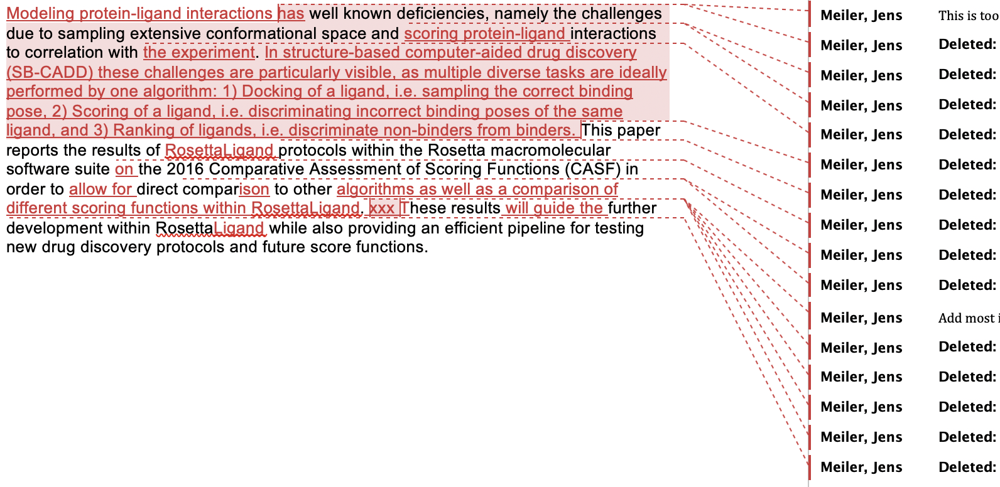 Modeling protein-ligand interactions has well known deficiencies, namely the challenges
due to sampling extensive conformational space and scoring protein-ligand interactions
to correlation with the experiment. In structure-based computer-aided drug discovery
(SB-CADD) these challenges are particularly visible, as multiple diverse tasks are ideally
performed by one algorithm: 1) Docking of a ligand, i.e. sampling the correct binding
pose, 2) Scoring of a ligand, i.e. discriminating incorrect binding poses of the same
ligand, and 3) Ranking of ligands, i.e. discriminate non-binders from binders. This paper
reports the results of RosettaLigand protocols within the Rosetta macromolecular
software suite on the 2016 Comparative Assessment of Scoring Functions (CASF) in
order to allow for direct comparison to other algorithms as well as a comparison of
different scoring functions within RosettaLigand. xxx These results will guide the further
development within RosettaLigand while also providing an efficient pipeline for testing
new drug discovery protocols and future score functions.
Meiler, Jens This is too
Meiler, Jens Deleted:
Meiler, Jens Deleted:
Meiler, Jens Deleted:
Meiler, Jens Deleted:
Meiler, Jens Deleted:
Meiler, Jens Deleted:
Meiler, Jens Deleted:
Meiler, Jens Deleted:
Meiler, Jens Deleted:
Meiler, Jens Add most i
Meiler, Jens Deleted:
Meiler, Jens Deleted:
Meiler, Jens Deleted:
Meiler, Jens Deleted:
Meiler, Jens Deleted: